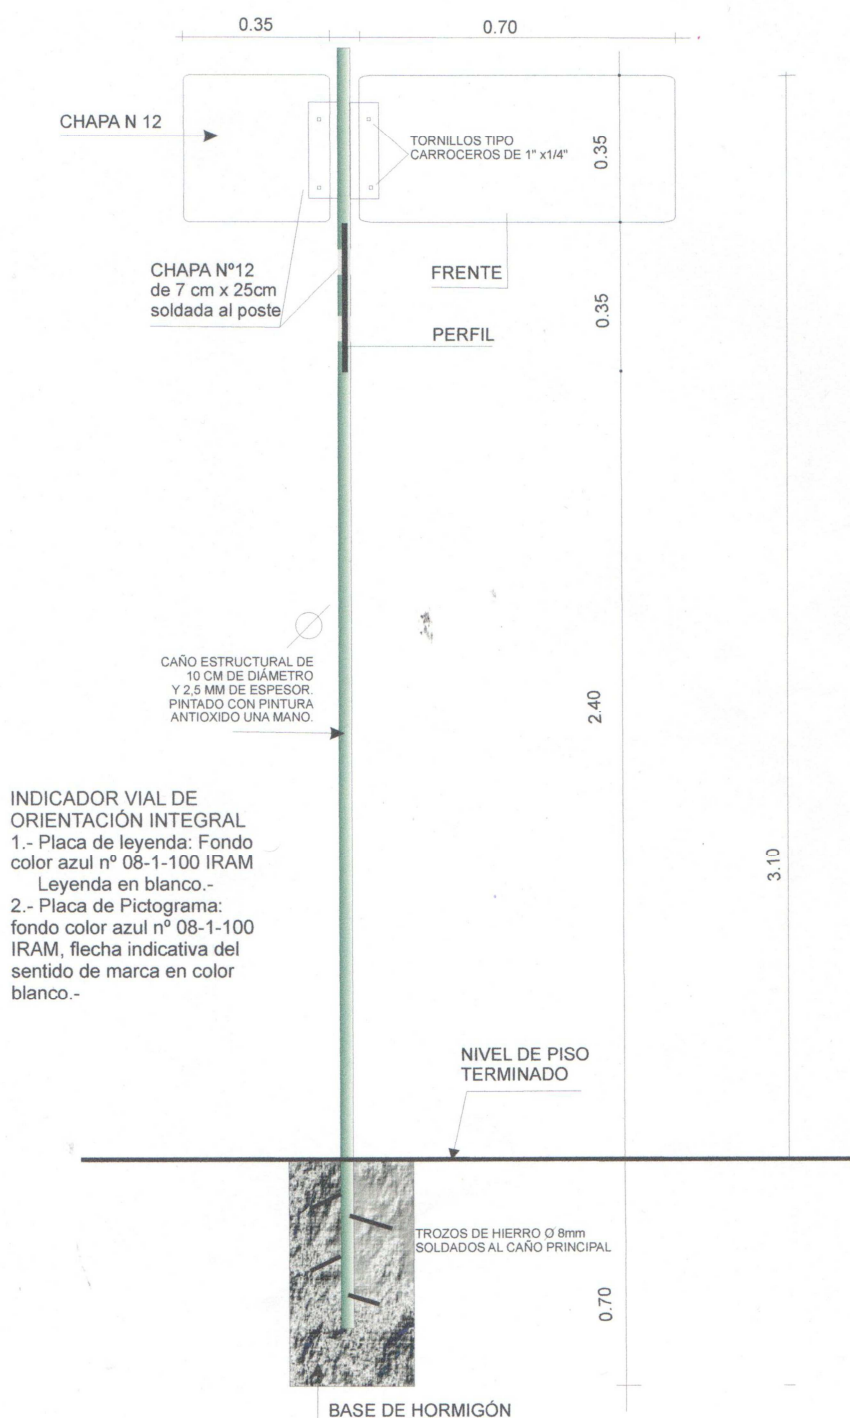 0.35
0.70
CHAPA N 12
TORNILLOS TIPO
CARROCEROS DE 1" x1/4"
0.35
CHAPA Nº12
de 7 cm x 25cm
soldada al poste
FRENTE
0.35
PERFIL
CAÑO ESTRUCTURAL DE
10 CM DE DIÁMETRO
Y 2,5 MM DE ESPESOR.
PINTADO CON PINTURA
ANTIOXIDO UNA MANO.
2.40
INDICADOR VIAL DE
ORIENTACIÓN INTEGRAL
1.- Placa de leyenda: Fondo
color azul nº 08-1-100 IRAM
Leyenda en blanco.-
2.- Placa de Pictograma:
fondo color azul nº 08-1-100
IRAM, flecha indicativa del
sentido de marca en color
blanco.-
3.10
NIVEL DE PISO
TERMINADO
TROZOS DE HIERRO Ø 8mm
SOLDADOS AL CAÑO PRINCIPAL
0.70
BASE DE HORMIGÓN